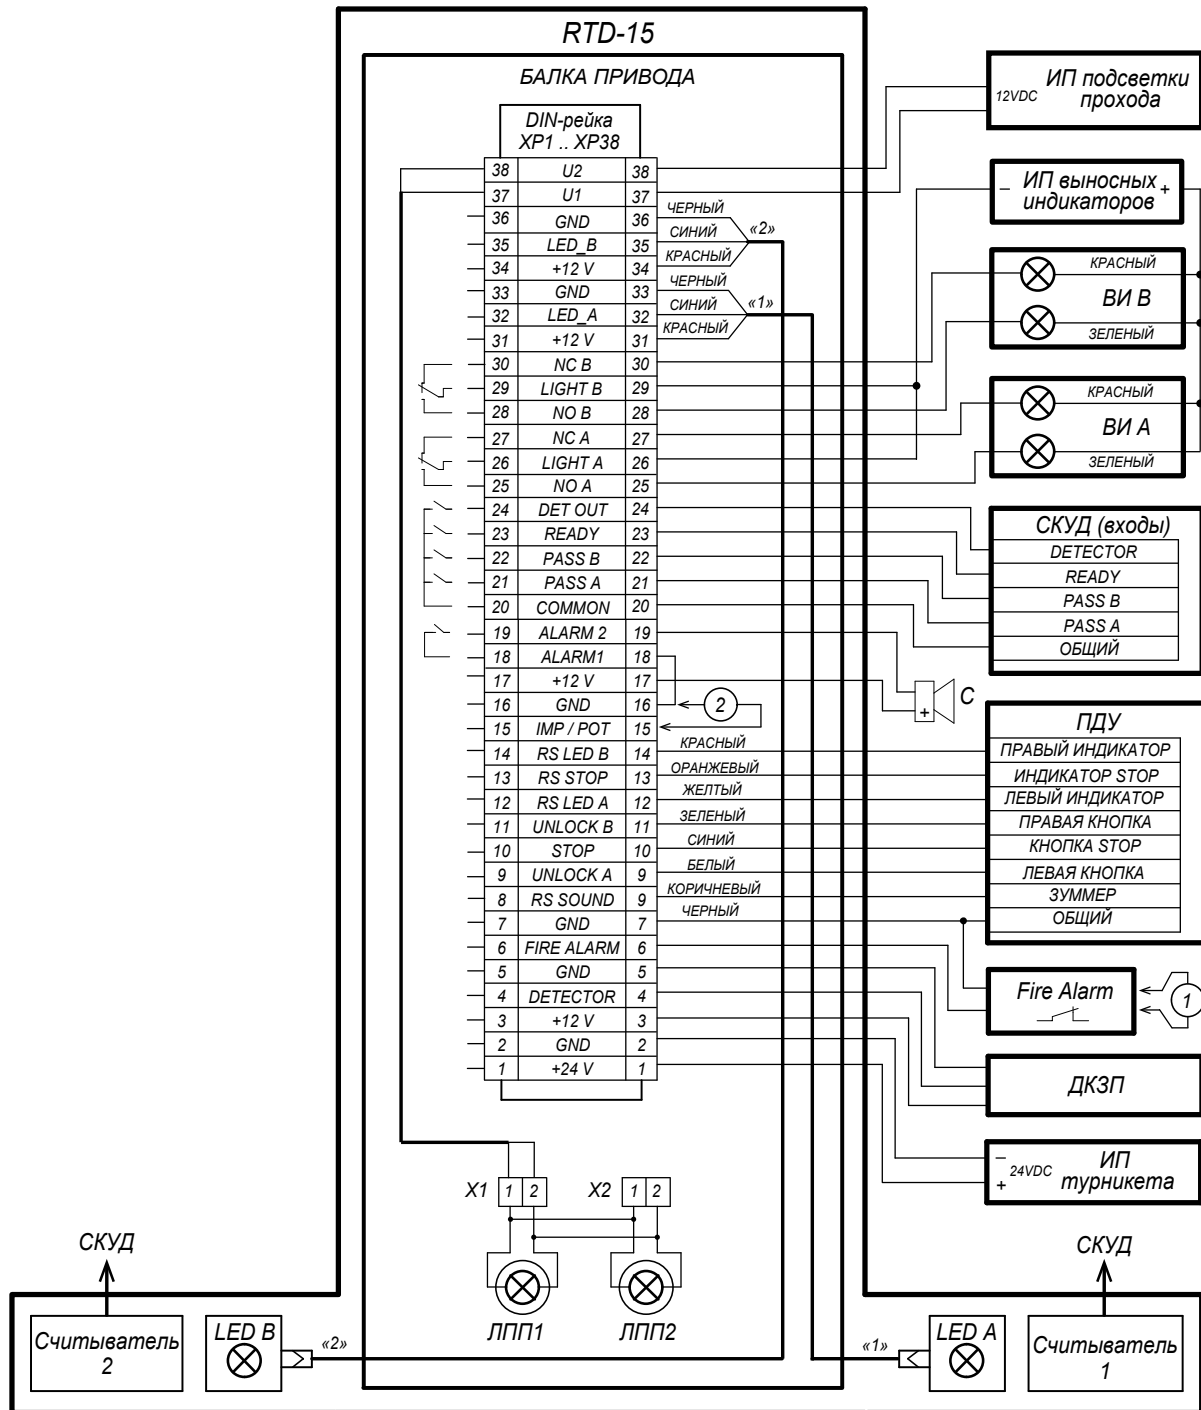 RTD-15
БАЛКА ПРИВОДА
DIN-рейка
XP1 .. XP38
38 U2 38
37 U1 37
36 GND 36 ЧЕРНЫЙ
35 LED_B 35 СИНИЙ «2»
34 +12 V 34 КРАСНЫЙ
33 GND 33 ЧЕРНЫЙ
32 LED_A 32 СИНИЙ «1»
31 +12 V 31 КРАСНЫЙ
30 NC B 30
29 LIGHT B 29
28 NO B 28
27 NC A 27
26 LIGHT A 26
25 NO A 25
24 DET OUT 24
23 READY 23
22 PASS B 22
21 PASS A 21
20 COMMON 20
19 ALARM 2 19
18 ALARM1 18
17 +12 V 17
16 GND 16
2
15 IMP / POT 15
14 RS LED B 14 КРАСНЫЙ
13 RS STOP 13 ОРАНЖЕВЫЙ
12 RS LED A 12 ЖЕЛТЫЙ
11 UNLOCK B 11 ЗЕЛЕНЫЙ
10 STOP 10 СИНИЙ
9 UNLOCK A 9 БЕЛЫЙ
8 RS SOUND 9 КОРИЧНЕВЫЙ
7 GND 7 ЧЕРНЫЙ
6 FIRE ALARM 6
5 GND 5
4 DETECTOR 4
3 +12 V 3
2 GND 2
1 +24 V 1
12VDC
ИП подсветки
прохода
– ИП выносных +
индикаторов
КРАСНЫЙ
ВИ В
ЗЕЛЕНЫЙ
КРАСНЫЙ
ВИ А
ЗЕЛЕНЫЙ
СКУД (входы)
DETECTOR
READY
PASS B
PASS A
ОБЩИЙ
+
C
ПДУ
ПРАВЫЙ ИНДИКАТОР
ИНДИКАТОР STOP
ЛЕВЫЙ ИНДИКАТОР
ПРАВАЯ КНОПКА
КНОПКА STOP
ЛЕВАЯ КНОПКА
ЗУММЕР
ОБЩИЙ
Fire Alarm
1
ДКЗП
– 24VDC
+
ИП
турникета
X1 1 2
X2 1 2
ЛПП1
ЛПП2
СКУД
Считыватель
2
LED B
«2»
«1»
LED A
СКУД
Считыватель
1